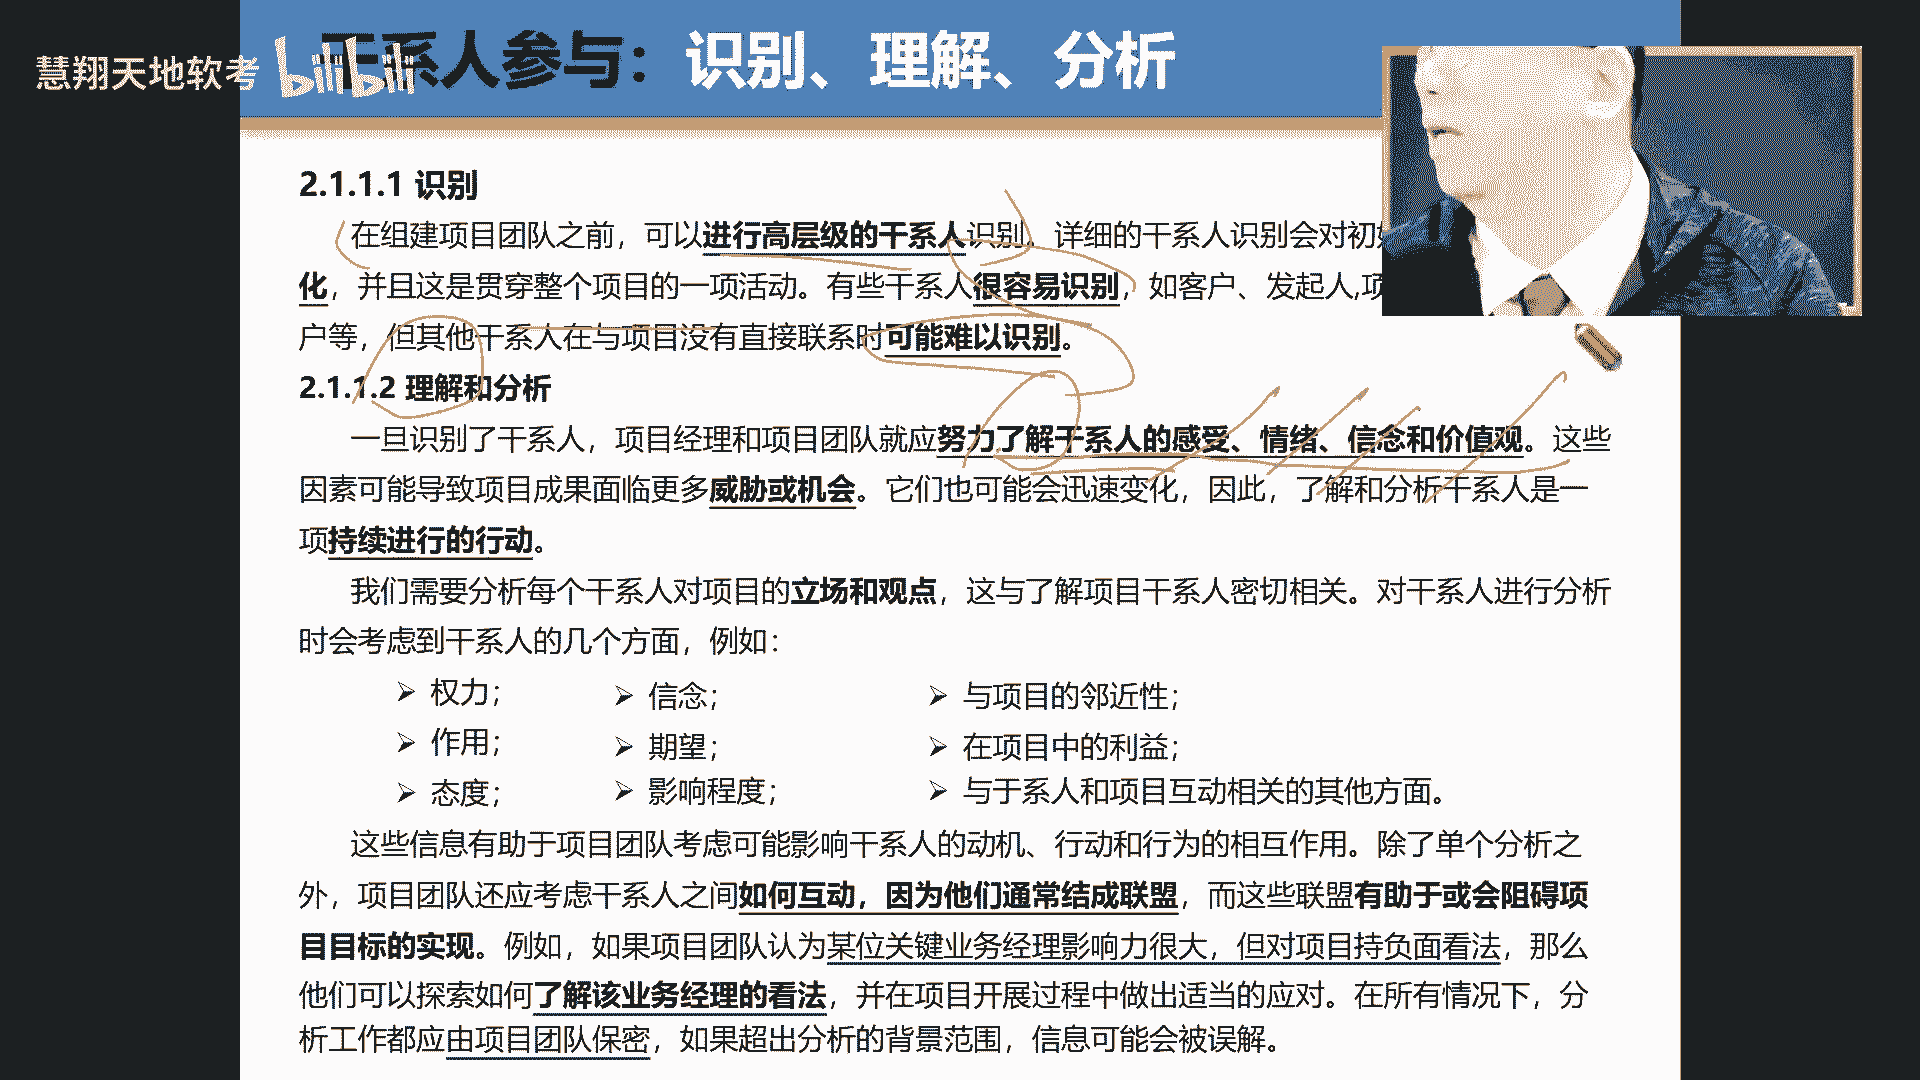 慧翔天地软考
bilibili
干系人参与：识别、理解、分析
2.1.1.1 识别
在组建项目团队之前，可以进行高层级的干系人识别。详细的干系人识别会对初
化，并且这是贯穿整个项目的一项活动。有些干系人很容易识别，如客户、发起人,项
户等，但其他干系人在与项目没有直接联系时可能难以识别。
2.1.1.2 理解和分析
一旦识别了干系人，项目经理和项目团队就应努力了解干系人的感受、情绪、信念和价值观。这些
因素可能导致项目成果面临更多威胁或机会。它们也可能会迅速变化，因此，了解和分析干系人是一
项持续进行的行动。
我们需要分析每个干系人对项目的立场和观点，这与了解项目干系人密切相关。对干系人进行分析
时会考虑到干系人的几个方面，例如：
➢ 权力； ➢ 信念； ➢ 与项目的邻近性；
➢ 作用； ➢ 期望； ➢ 在项目中的利益；
➢ 态度； ➢ 影响程度； ➢ 与于系人和项目互动相关的其他方面。
这些信息有助于项目团队考虑可能影响干系人的动机、行动和行为的相互作用。除了单个分析之
外，项目团队还应考虑干系人之间如何互动，因为他们通常结成联盟，而这些联盟有助于或会阻碍项
目目标的实现。例如，如果项目团队认为某位关键业务经理影响力很大，但对项目持负面看法，那么
他们可以探索如何了解该业务经理的看法，并在项目开展过程中做出适当的应对。在所有情况下，分
析工作都应由项目团队保密，如果超出分析的背景范围，信息可能会被误解。